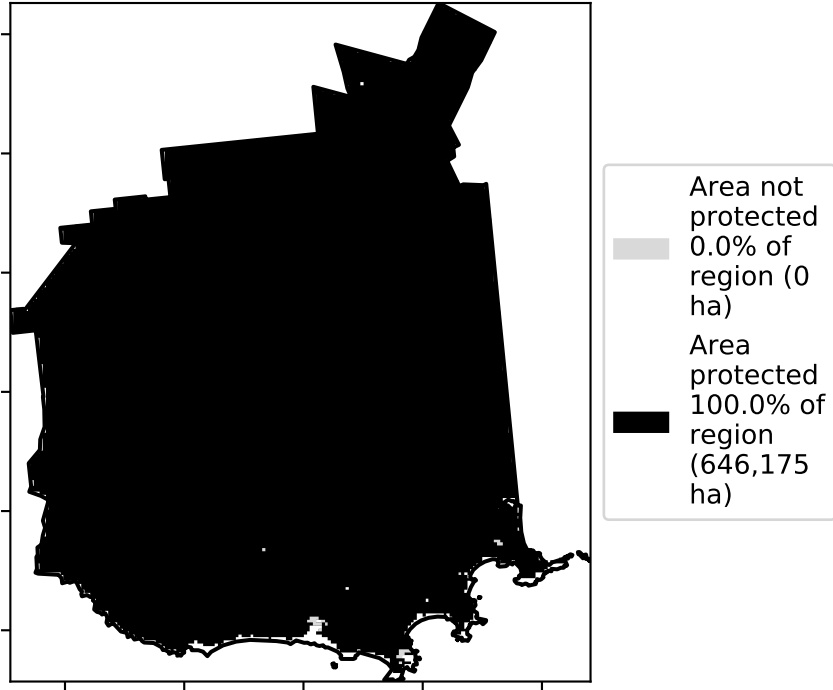 Area not
protected
0.0% of
region (0
ha)
Area
protected
100.0% of
region
(646,175
ha)